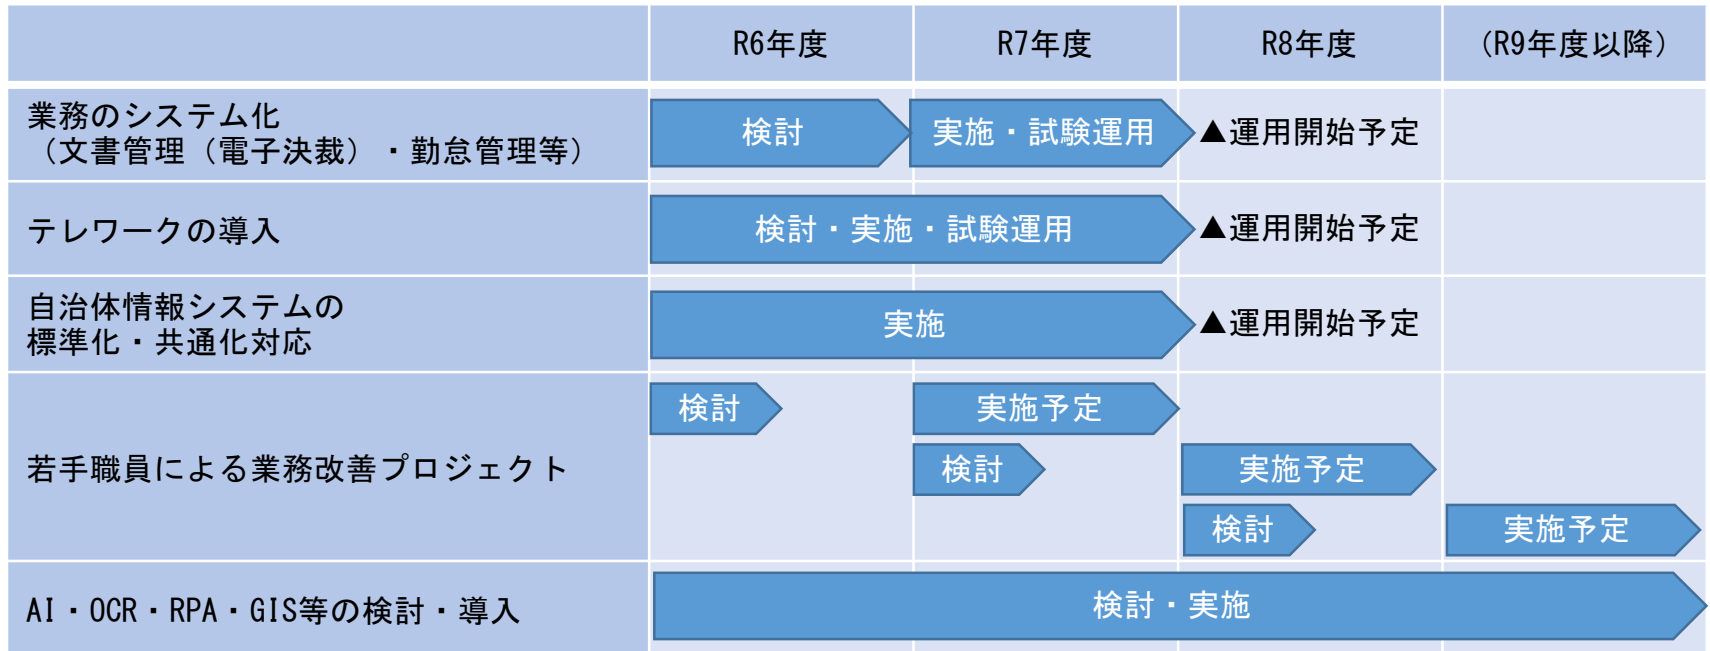 R6年度
R7年度
R8年度
（R9年度以降）
業務のシステム化
（文書管理（電子決裁）・勤怠管理等）
検討
実施・試験運用
▲運用開始予定
テレワークの導入
検討・実施・試験運用
▲運用開始予定
自治体情報システムの
標準化・共通化対応
実施
▲運用開始予定
若手職員による業務改善プロジェクト
検討
実施予定
検討
実施予定
検討
実施予定
AI・OCR・RPA・GIS等の検討・導入
検討・実施